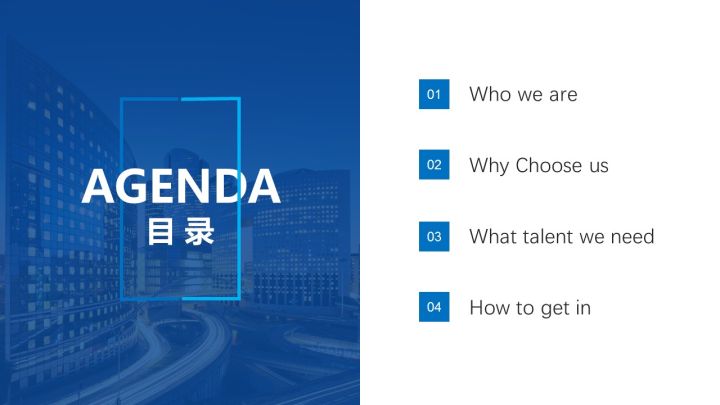 AGENDA
目录
01 Who we are
02 Why Choose us
03 What talent we need
04 How to get in